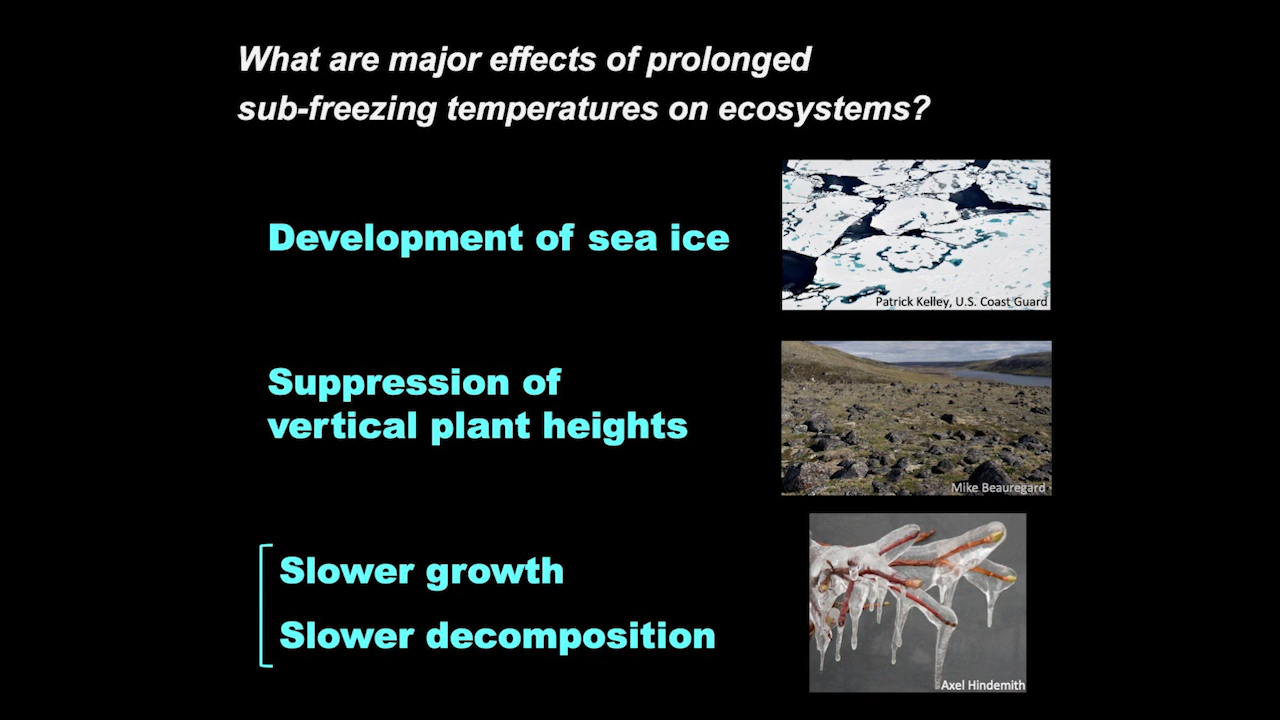 What are major effects of prolonged
sub-freezing temperatures on ecosystems?
Development of sea ice
Patrick Kelley, U.S. Coast Guard
Suppression of
vertical plant heights
Mike Beauregard
Slower growth
Slower decomposition
Axel Hindemith